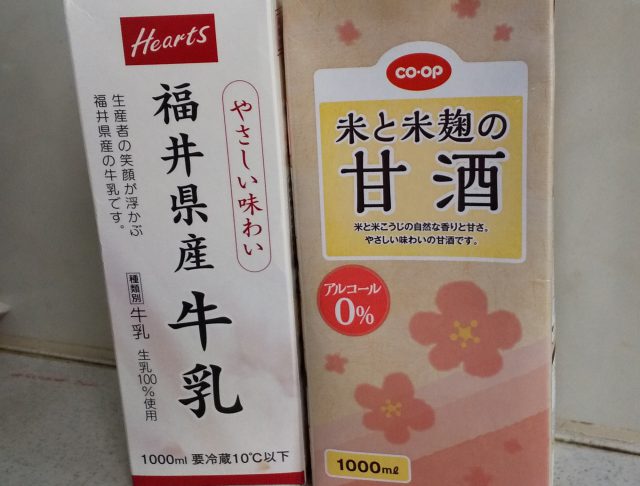 Hearts
やさしい味わい
福井県産牛乳
生産者の笑顔が浮かぶ
福井県産の牛乳です。
種類別 牛乳 生乳100%使用
1000ml 要冷蔵10℃以下
CO・OP
米と米麹の
甘酒
米と米こうじの自然な香りと甘さ。
やさしい味わいの甘酒です。
アルコール
0%
1000mℓ